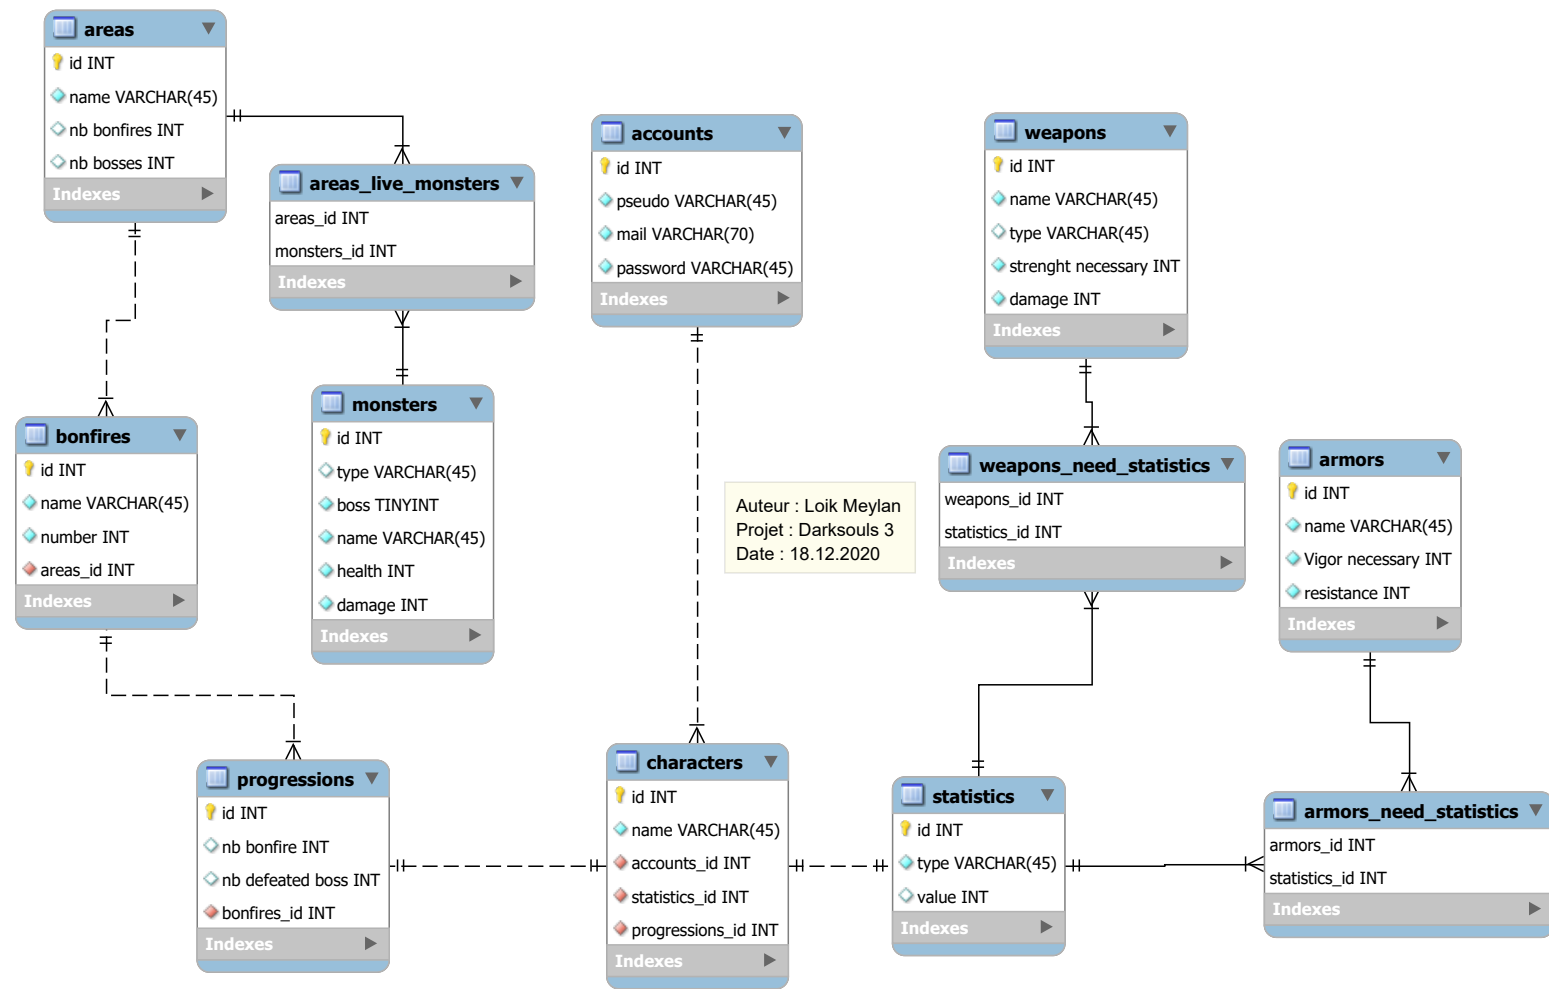 areas
id INT
name VARCHAR(45)
nb bonfires INT
nb bosses INT
Indexes
areas_live_monsters
areas_id INT
monsters_id INT
Indexes
accounts
id INT
pseudo VARCHAR(45)
mail VARCHAR(70)
password VARCHAR(45)
Indexes
weapons
id INT
name VARCHAR(45)
type VARCHAR(45)
strenght necessary INT
damage INT
Indexes
bonfires
id INT
name VARCHAR(45)
number INT
areas_id INT
Indexes
monsters
id INT
type VARCHAR(45)
boss TINYINT
name VARCHAR(45)
health INT
damage INT
Indexes
Auteur : Loik Meylan
Projet : Darksouls 3
Date : 18.12.2020
weapons_need_statistics
weapons_id INT
statistics_id INT
Indexes
armors
id INT
name VARCHAR(45)
Vigor necessary INT
resistance INT
Indexes
progressions
id INT
nb bonfire INT
nb defeated boss INT
bonfires_id INT
Indexes
characters
id INT
name VARCHAR(45)
accounts_id INT
statistics_id INT
progressions_id INT
Indexes
statistics
id INT
type VARCHAR(45)
value INT
Indexes
armors_need_statistics
armors_id INT
statistics_id INT
Indexes